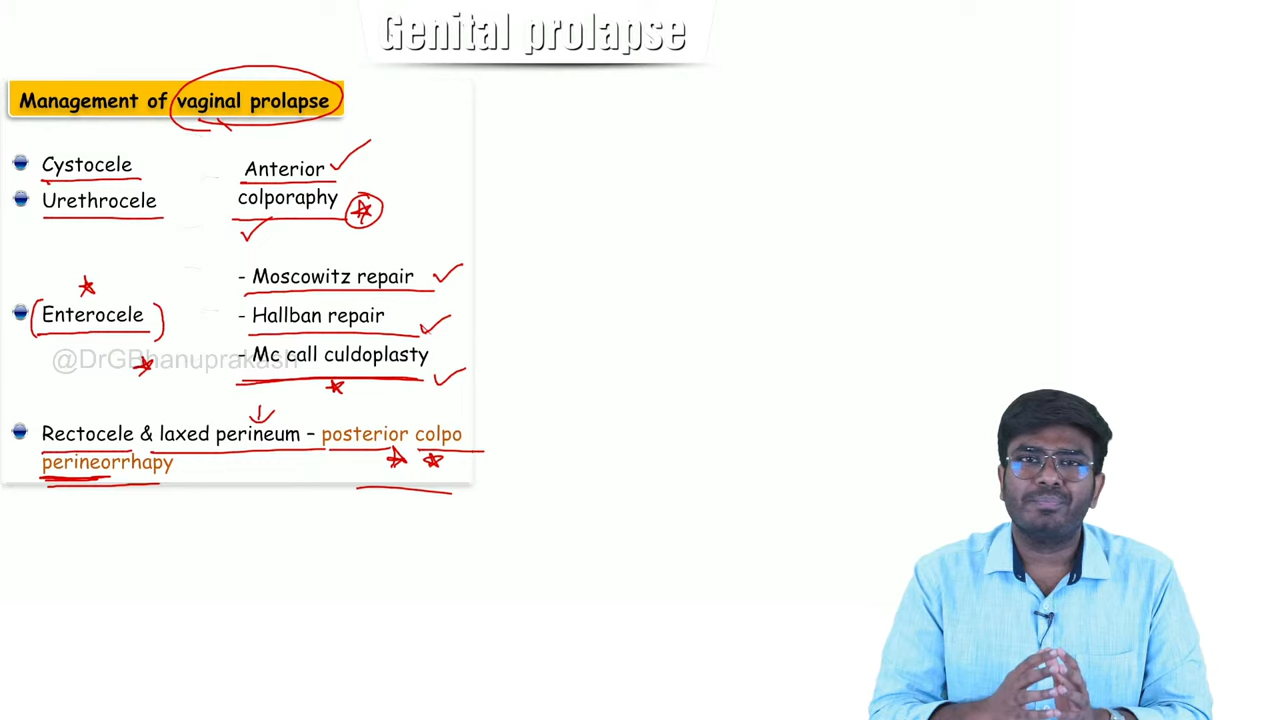 Genital prolapse
Management of vaginal prolapse
Cystocele
Urethrocele
Anterior
colporaphy
Enterocele
- Moscowitz repair
- Hallban repair
- Mc call culdoplasty
@DrGBhanuprakash
Rectocele & laxed perineum – posterior colpo
perineorrhapy